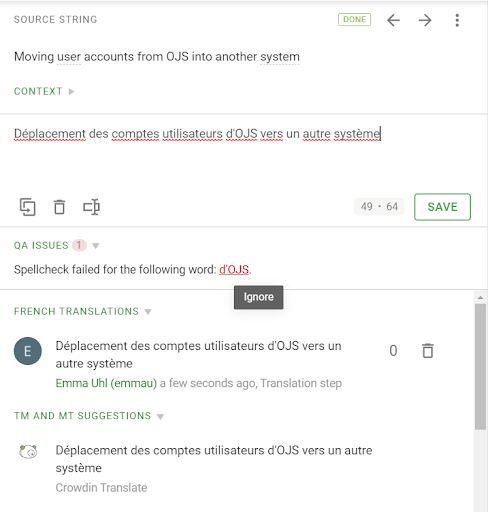 SOURCE STRING
DONE
Moving user accounts from OJS into another system
CONTEXT
Déplacement des comptes utilisateurs d'OJS vers un autre système
49 • 64
SAVE
QA ISSUES 1
Spellcheck failed for the following word: d'OJS.
Ignore
FRENCH TRANSLATIONS
E
Déplacement des comptes utilisateurs d'OJS vers un
autre système
0
Emma Uhl (emmau) a few seconds ago, Translation step
TM AND MT SUGGESTIONS
Déplacement des comptes utilisateurs d'OJS vers un autre
système
Crowdin Translate